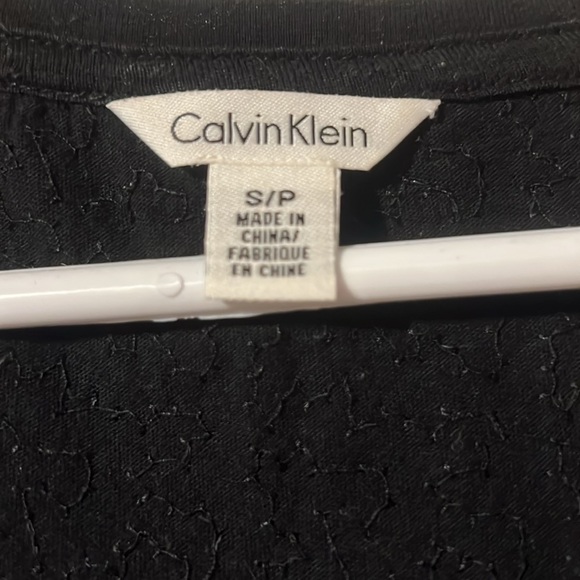 Calvin Klein
S/P
MADE IN
CHINA/
FABRIQUE
EN CHINE